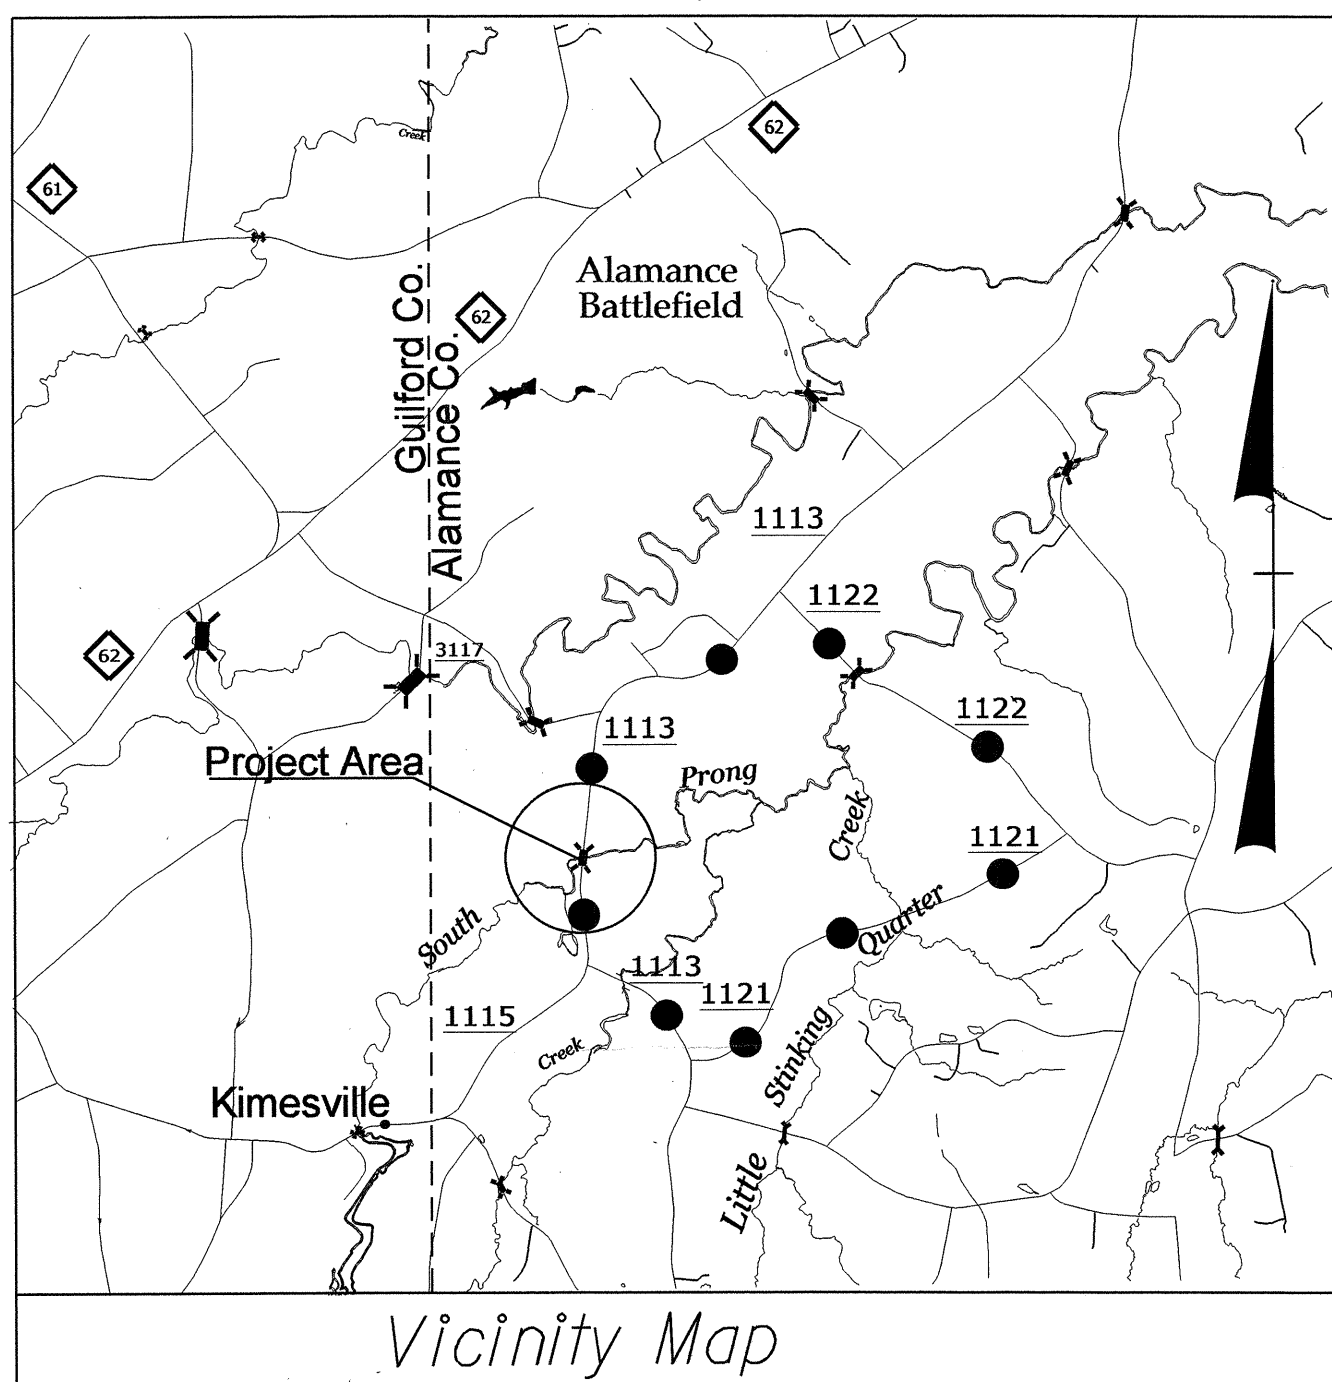 Creek
62
61
Alamance
Battlefield
Guilford Co.
Alamance Co.
62
1113
1122
62
3117
1122
1113
Project Area
Prong
Creek
1121
Quarter
South
1113
1121
1115
Stinking
Creek
Kimesville
Little
Vicinity Map